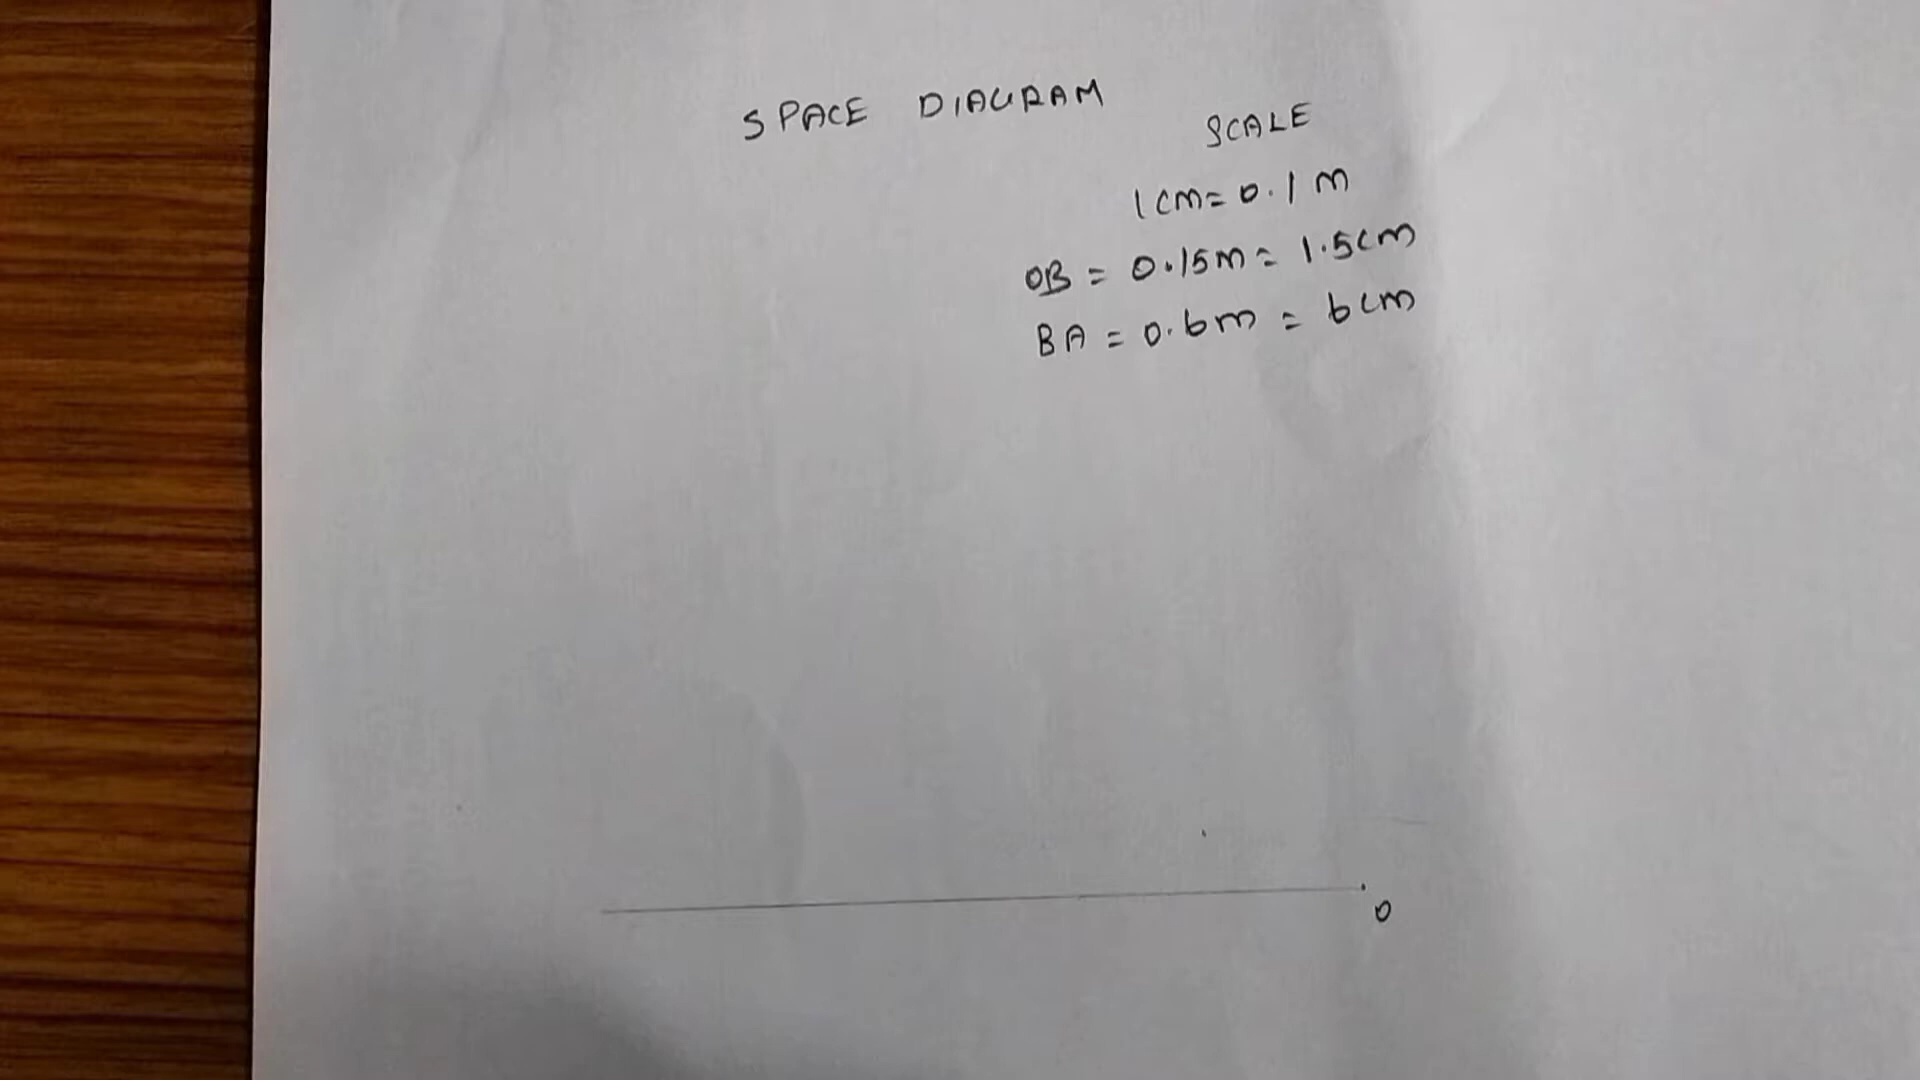 SPACE DIAGRAM
SCALE
1cm = 0.1 m
OB = 0.15m = 1.5cm
BA = 0.6m = 6cm
O